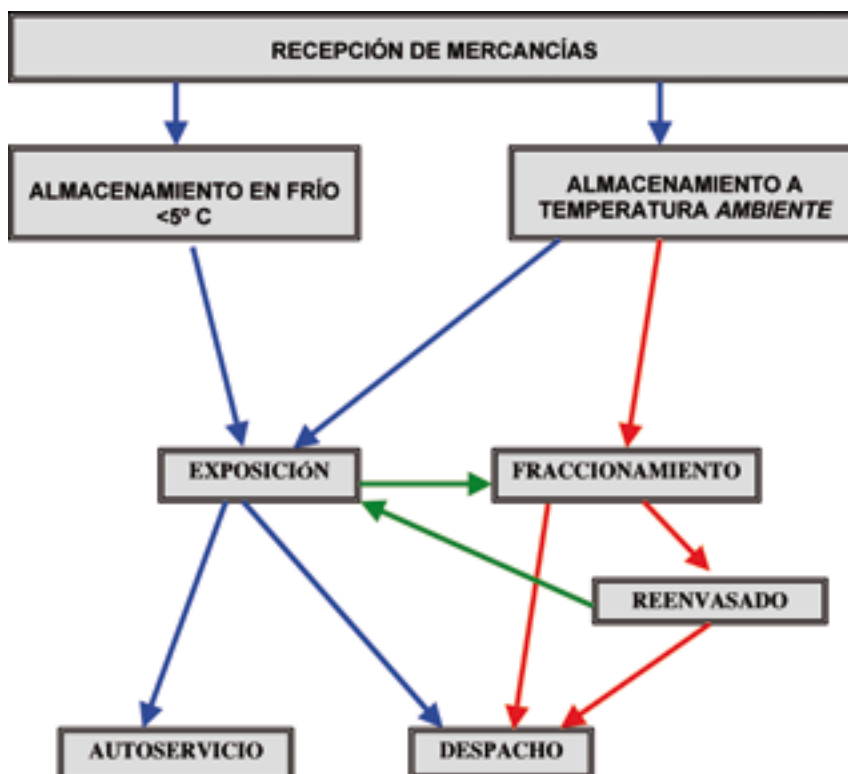 RECEPCIÓN DE MERCANCÍAS
ALMACENAMIENTO EN FRÍO
<5º C
ALMACENAMIENTO A
TEMPERATURA AMBIENTE
EXPOSICIÓN
FRACCIONAMIENTO
REENVASADO
AUTOSERVICIO
DESPACHO